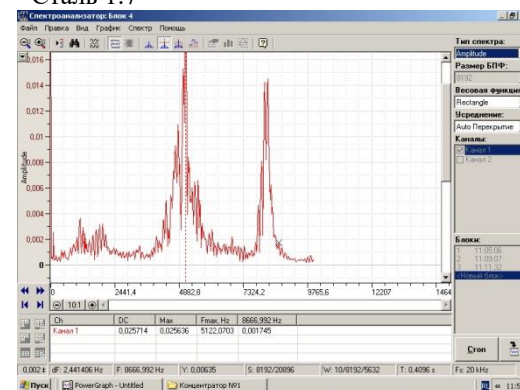 Сталь 1.7
Спектроанализатор: Блок 4
Файл Правка Вид График Спектр Помощь
Тип спектра:
Amplitude
Размер БПФ:
8192
Весовая функция
Rectangle
Усреднение:
Auto Перекрытие
Каналы:
Канал 1
Канал 2
Блоки:
1 11:05:06
2 11:09:07
3 11:11:32
<Новый блок>
Стоп
Amplitude
0,016
0,014
0,012
0,01
0,008
0,006
0,004
0,002
0
0 2441,4 4882,8 7324,2 9765,6 12207 1464
10:1
Ch DC Max Fmax, Hz 8666,992 Hz
Канал 1 0,025714 0,025636 5122,0703 0,001745
0,002 ± dF: 2,441406 Hz F: 8666,992 Hz Y: 0,00635 S: 8192/20896 W: 10/8192/5632 T: 0,4096 s Fs: 20 kHz
Пуск PowerGraph - Untitled Концентратор №1